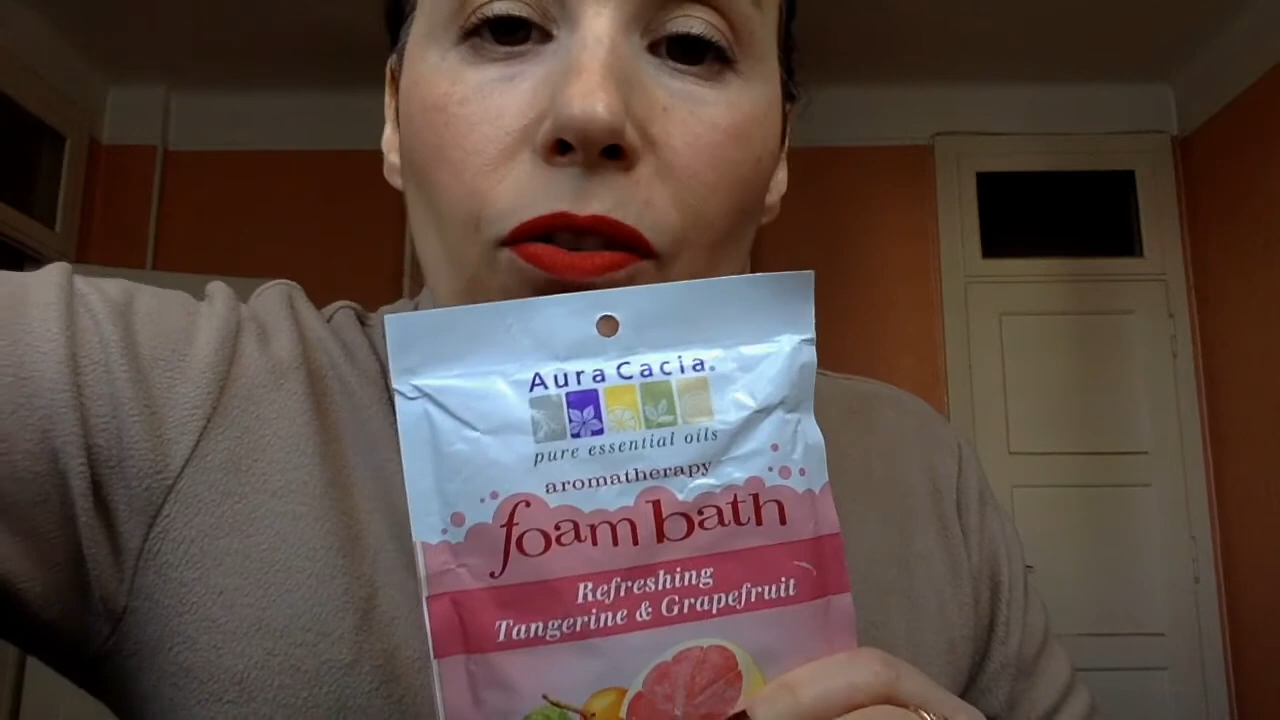 Aura Cacia®
pure essential oils
aromatherapy
foam bath
Refreshing
Tangerine & Grapefruit